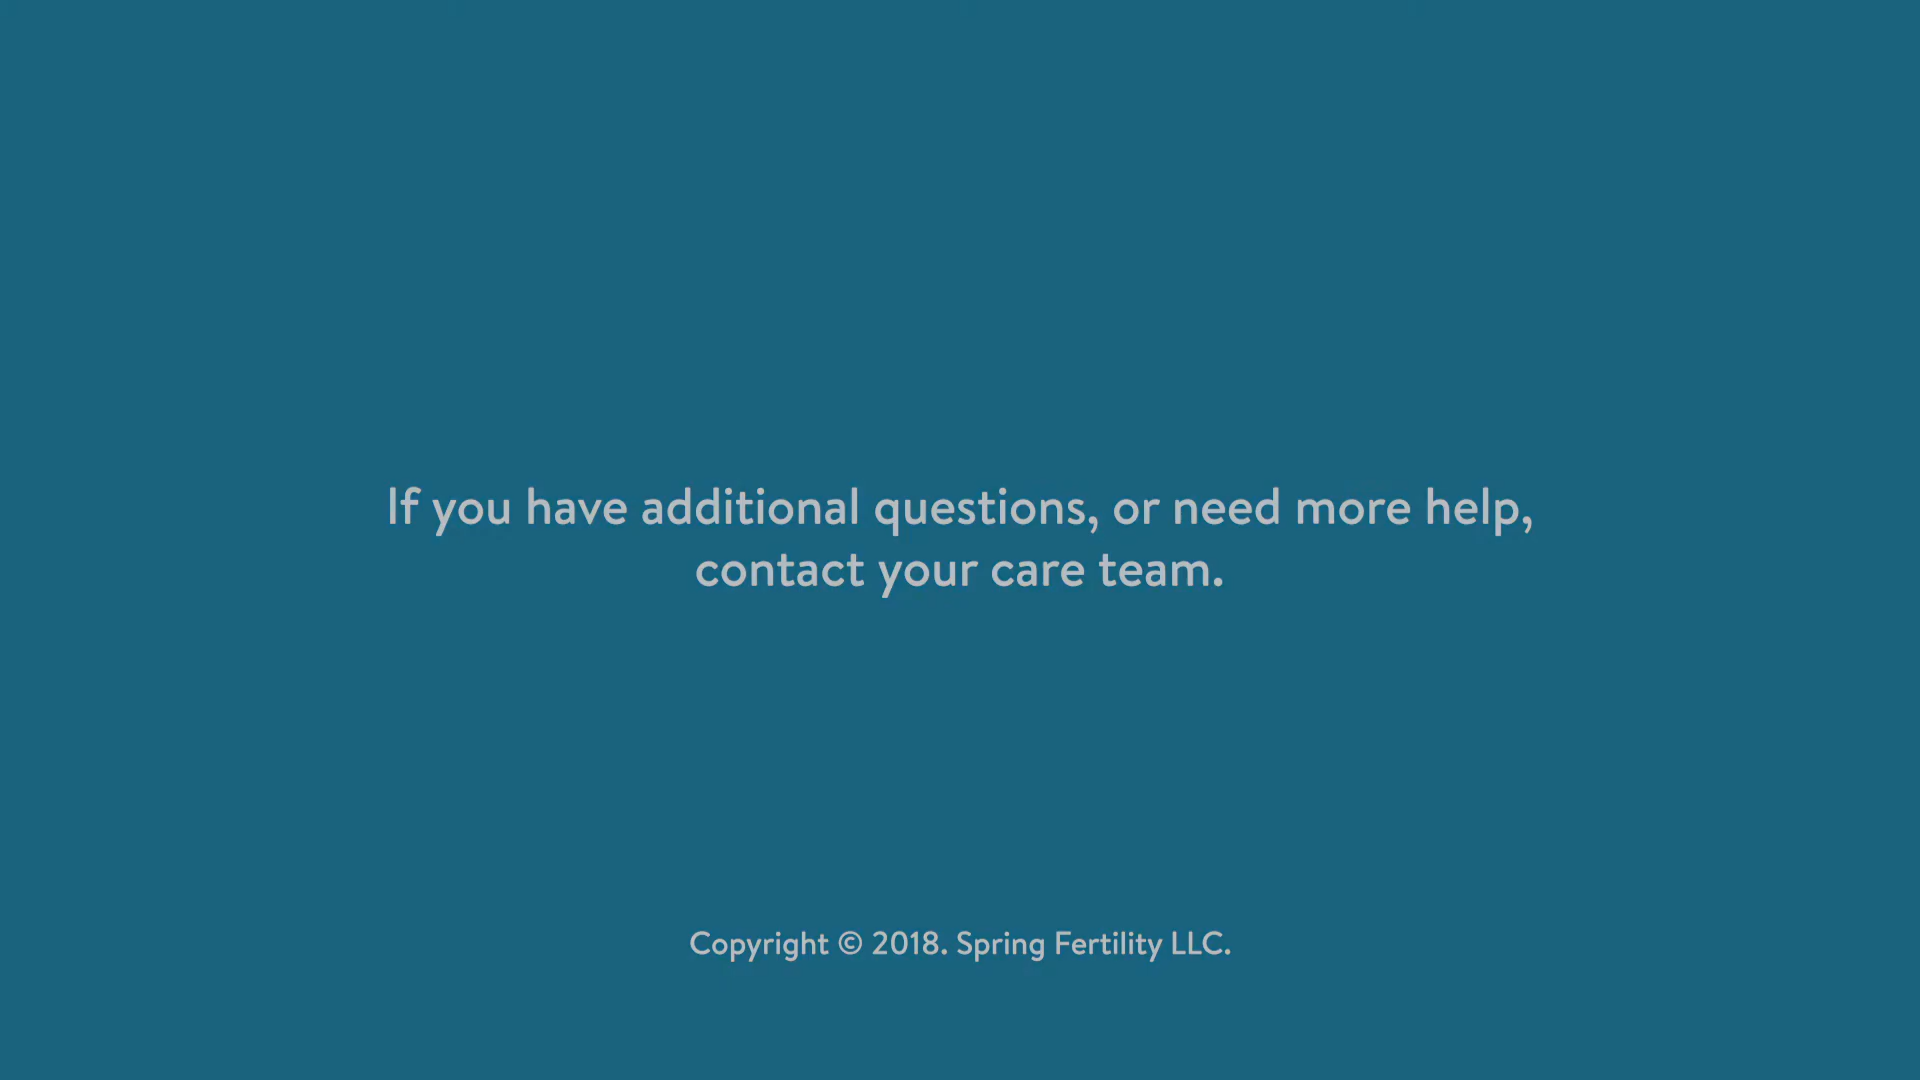 If you have additional questions, or need more help,
contact your care team.
Copyright © 2018. Spring Fertility LLC.